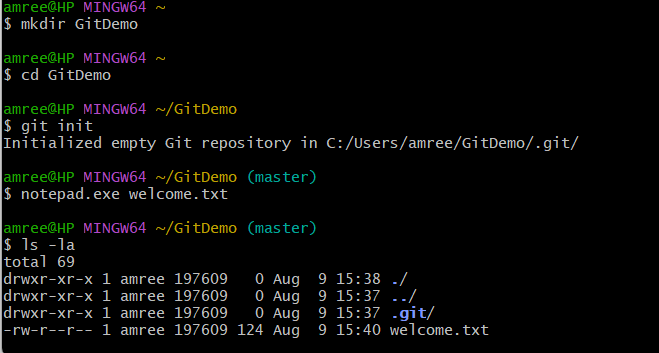 amree@HP MINGW64 ~
$ mkdir GitDemo
amree@HP MINGW64 ~
$ cd GitDemo
amree@HP MINGW64 ~/GitDemo
$ git init
Initialized empty Git repository in C:/Users/amree/GitDemo/.git/
amree@HP MINGW64 ~/GitDemo (master)
$ notepad.exe welcome.txt
amree@HP MINGW64 ~/GitDemo (master)
$ ls -la
total 69
drwxr-xr-x 1 amree 197609   0 Aug  9 15:38 ./
drwxr-xr-x 1 amree 197609   0 Aug  9 15:37 ../
drwxr-xr-x 1 amree 197609   0 Aug  9 15:37 .git/
-rw-r--r-- 1 amree 197609 124 Aug  9 15:40 welcome.txt